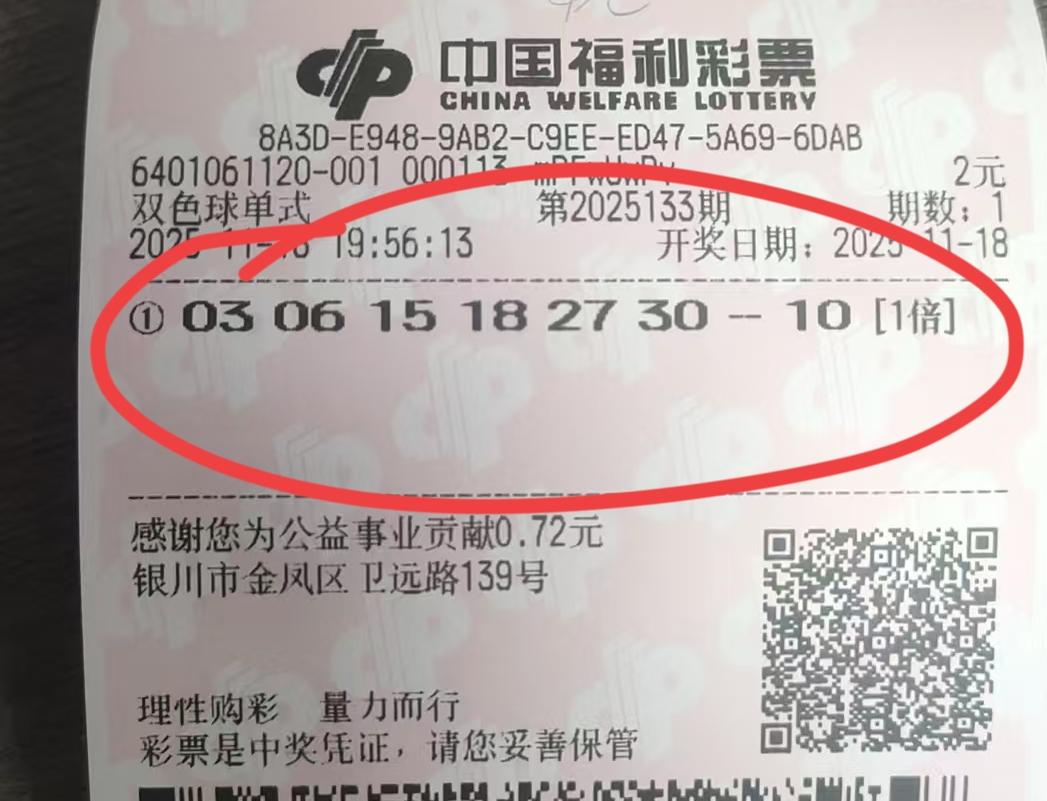 中国福利彩票
CHINA WELFARE LOTTERY
8A3D-E948-9AB2-C9EE-ED47-5A69-6DAB
6401061120-001 000113 2元
双色球单式 第2025133期 期数：1
19:56:13 开奖日期：2025-11-18
① 03 06 15 18 27 30 -- 10 [1倍]
感谢您为公益事业贡献0.72元
银川市金凤区卫远路139号
理性购彩 量力而行
彩票是中奖凭证，请您妥善保管